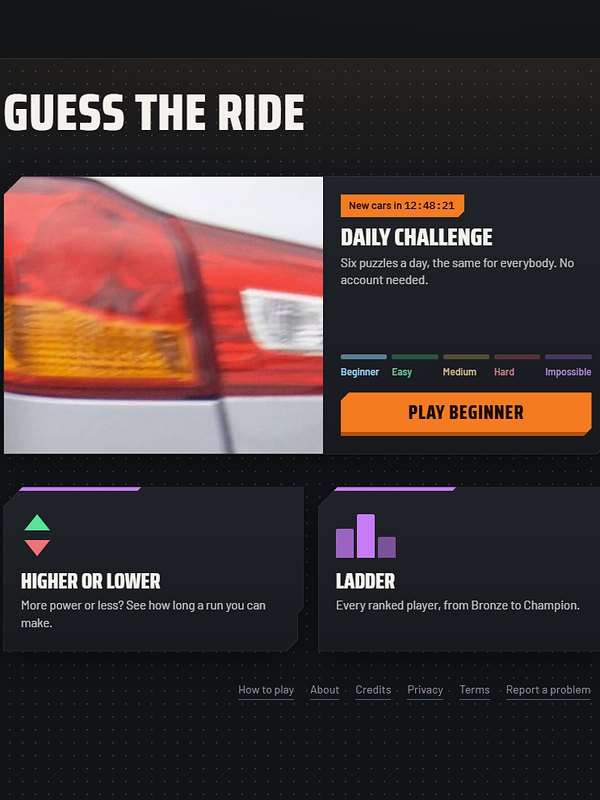 GUESS THE RIDE
New cars in 12:48:21
DAILY CHALLENGE
Six puzzles a day, the same for everybody. No
account needed.
Beginner Easy Medium Hard Impossible
PLAY BEGINNER
HIGHER OR LOWER
More power or less? See how long a run you can
make.
LADDER
Every ranked player, from Bronze to Champion.
How to play About Credits Privacy Terms Report a problem